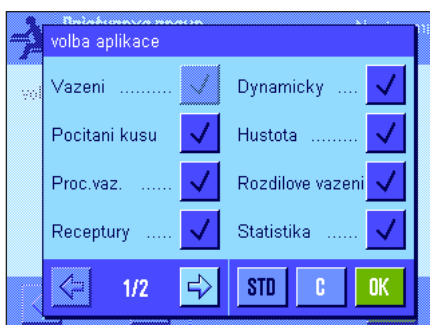 volba aplikace
Vazeni .......... Dynamicky ....
Pocitani kusu Hustota .........
Proc.vaz. ...... Rozdilove vazeni
Receptury ..... Statistika ......
1/2 STD C OK